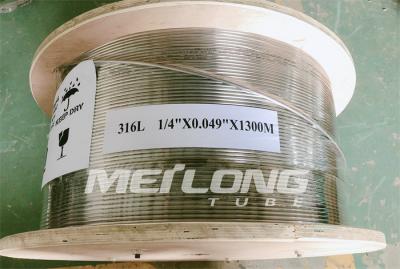 KEEP DRY
316L 1/4"X0.049"X1300M
MEILONG
TUBE